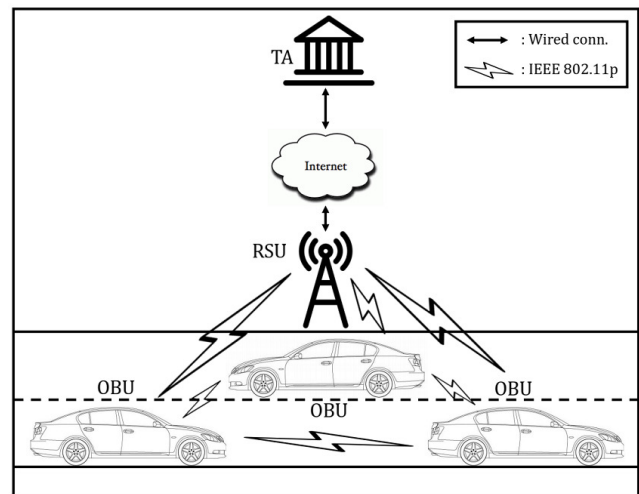 TA
: Wired conn.
: IEEE 802.11p
Internet
RSU
OBU
OBU
OBU